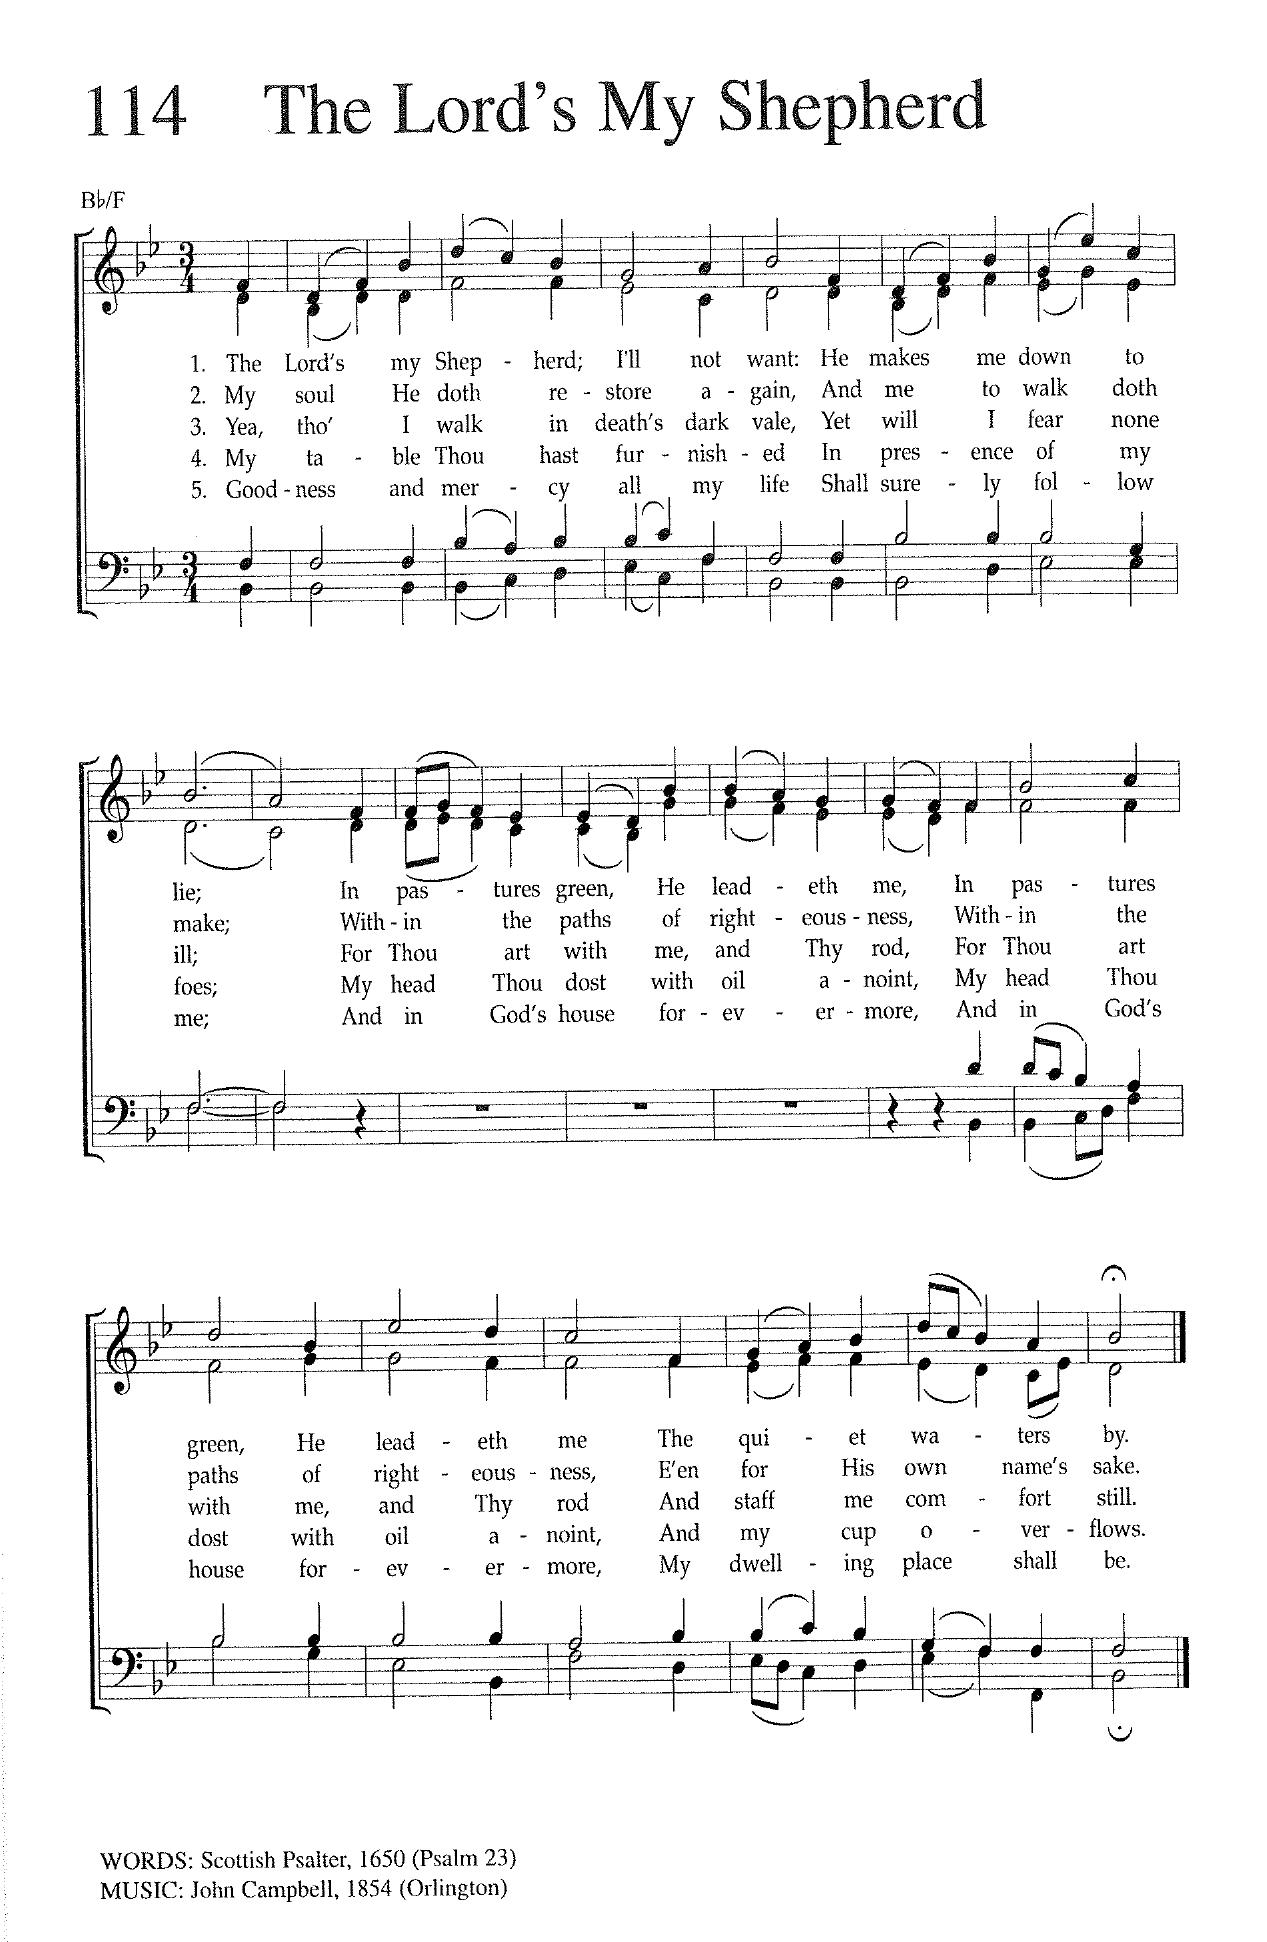 114 The Lord's My Shepherd
B♭/F
1. The Lord's my Shep - herd; I'll not want: He makes me down to
2. My soul He doth re - store a - gain, And me to walk doth
3. Yea, tho' I walk in death's dark vale, Yet will I fear none
4. My ta - ble Thou hast fur - nish - ed In pres - ence of my
5. Good - ness and mer - cy all my life Shall sure - ly fol - low
lie; In pas - tures green, He lead - eth me, In pas - tures
make; With - in the paths of right - eous - ness, With - in the
ill; For Thou art with me, and Thy rod, For Thou art
foes; My head Thou dost with oil a - noint, My head Thou
me; And in God's house for - ev - er - more, And in God's
green, He lead - eth me The qui - et wa - ters by.
paths of right - eous - ness, E'en for His own name's sake.
with me, and Thy rod And staff me com - fort still.
dost with oil a - noint, And my cup o - ver - flows.
house for - ev - er - more, My dwell - ing place shall be.
WORDS: Scottish Psalter, 1650 (Psalm 23)
MUSIC: John Campbell, 1854 (Orlington)